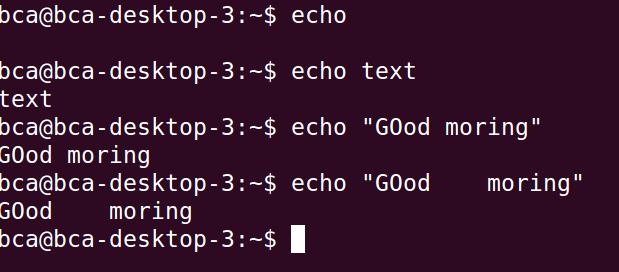 bca@bca-desktop-3:~$ echo

bca@bca-desktop-3:~$ echo text
text
bca@bca-desktop-3:~$ echo "GOod moring"
GOod moring
bca@bca-desktop-3:~$ echo "GOod    moring"
GOod    moring
bca@bca-desktop-3:~$